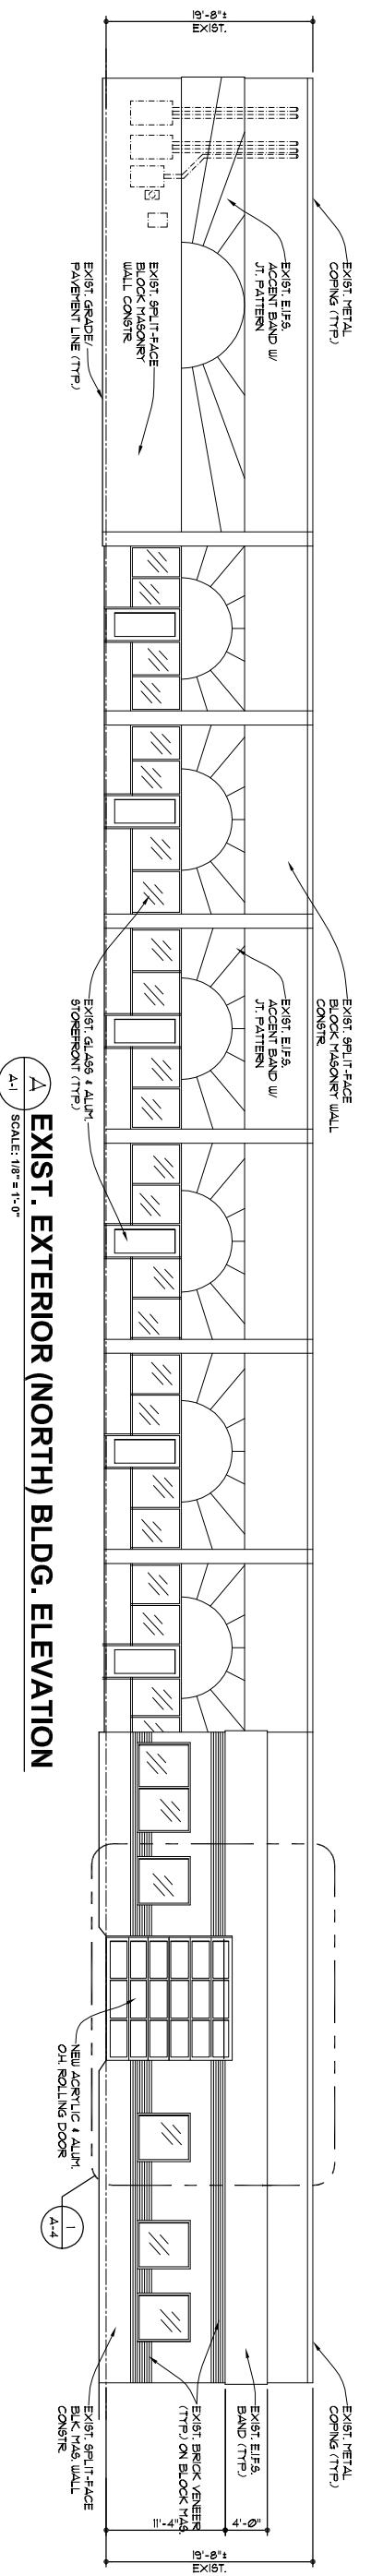 19'-8"±
EXIST.
EXIST. METAL
COPING (TYP.)
EXIST. E.I.F.S.
ACCENT BAND W/
JT. PATTERN
EXIST. SPLIT-FACE
BLOCK MASONRY
WALL CONSTR.
EXIST. GRADE/
PAVEMENT LINE (TYP.)
EXIST. SPLIT-FACE
BLOCK MASONRY WALL
CONSTR.
EXIST. E.I.F.S.
ACCENT BAND W/
JT. PATTERN
EXIST. GLASS & ALUM.
STOREFRONT (TYP.)
A
A-1
EXIST. EXTERIOR (NORTH) BLDG. ELEVATION
SCALE: 1/8" = 1'-0"
NEW ACRYLIC & ALUM.
O.H. ROLLING DOOR
1
A-4
EXIST. METAL
COPING (TYP.)
EXIST. E.I.F.S.
BAND (TYP.)
EXIST. BRICK VENEER
(TYP.) ON BLOCK MAS.
EXIST. SPLIT-FACE
BLK. MAS. WALL
CONSTR.
4'-0"
11'-4"
19'-8"±
EXIST.